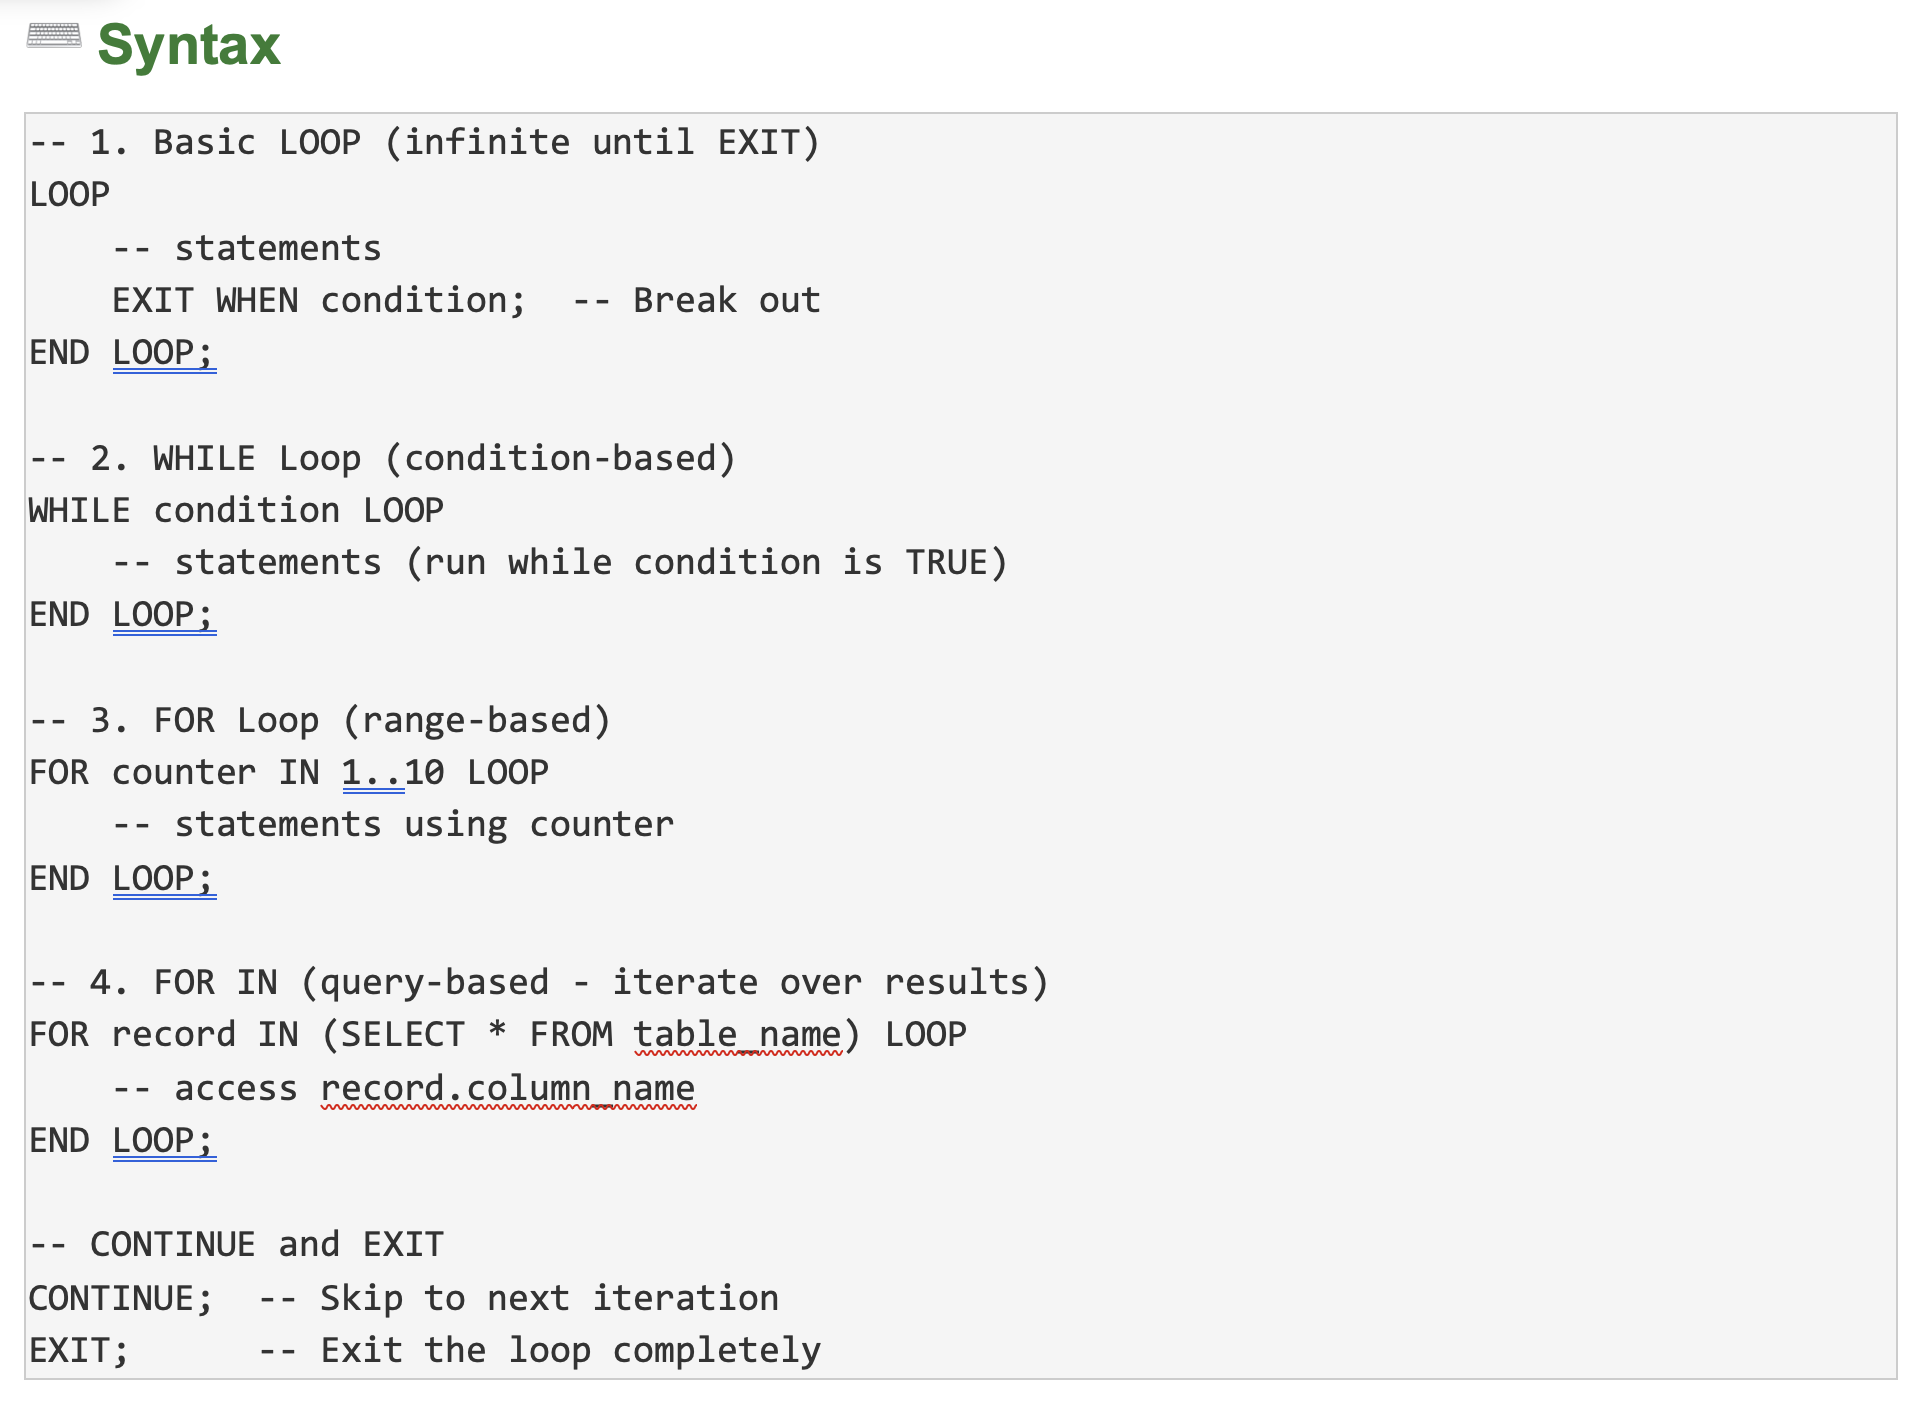 Syntax
-- 1. Basic LOOP (infinite until EXIT)
LOOP
    -- statements
    EXIT WHEN condition;  -- Break out
END LOOP;
-- 2. WHILE Loop (condition-based)
WHILE condition LOOP
    -- statements (run while condition is TRUE)
END LOOP;
-- 3. FOR Loop (range-based)
FOR counter IN 1..10 LOOP
    -- statements using counter
END LOOP;
-- 4. FOR IN (query-based - iterate over results)
FOR record IN (SELECT * FROM table_name) LOOP
    -- access record.column_name
END LOOP;
-- CONTINUE and EXIT
CONTINUE;  -- Skip to next iteration
EXIT;      -- Exit the loop completely